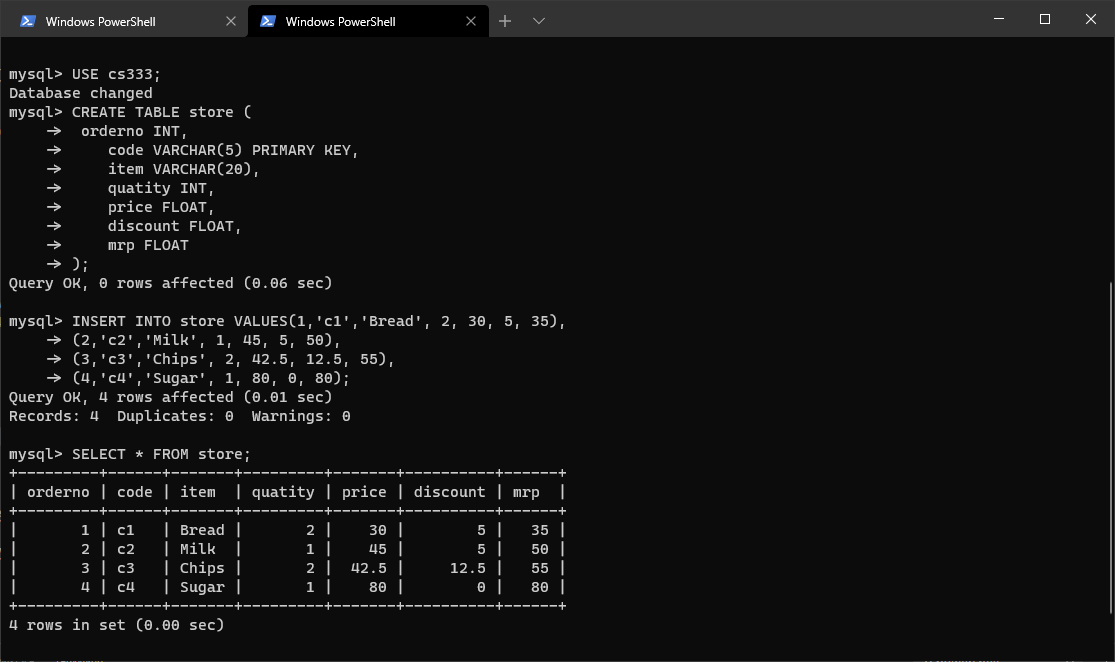 Windows PowerShell
Windows PowerShell
mysql> USE cs333;
Database changed
mysql> CREATE TABLE store (
    →  orderno INT,
    →     code VARCHAR(5) PRIMARY KEY,
    →     item VARCHAR(20),
    →     quatity INT,
    →     price FLOAT,
    →     discount FLOAT,
    →     mrp FLOAT
    → );
Query OK, 0 rows affected (0.06 sec)
mysql> INSERT INTO store VALUES(1,'c1','Bread', 2, 30, 5, 35),
    → (2,'c2','Milk', 1, 45, 5, 50),
    → (3,'c3','Chips', 2, 42.5, 12.5, 55),
    → (4,'c4','Sugar', 1, 80, 0, 80);
Query OK, 4 rows affected (0.01 sec)
Records: 4  Duplicates: 0  Warnings: 0
mysql> SELECT * FROM store;
+---------+------+-------+---------+-------+----------+------+
| orderno | code | item  | quatity | price | discount | mrp  |
+---------+------+-------+---------+-------+----------+------+
|       1 | c1   | Bread |       2 |    30 |        5 |   35 |
|       2 | c2   | Milk  |       1 |    45 |        5 |   50 |
|       3 | c3   | Chips |       2 |  42.5 |     12.5 |   55 |
|       4 | c4   | Sugar |       1 |    80 |        0 |   80 |
+---------+------+-------+---------+-------+----------+------+
4 rows in set (0.00 sec)